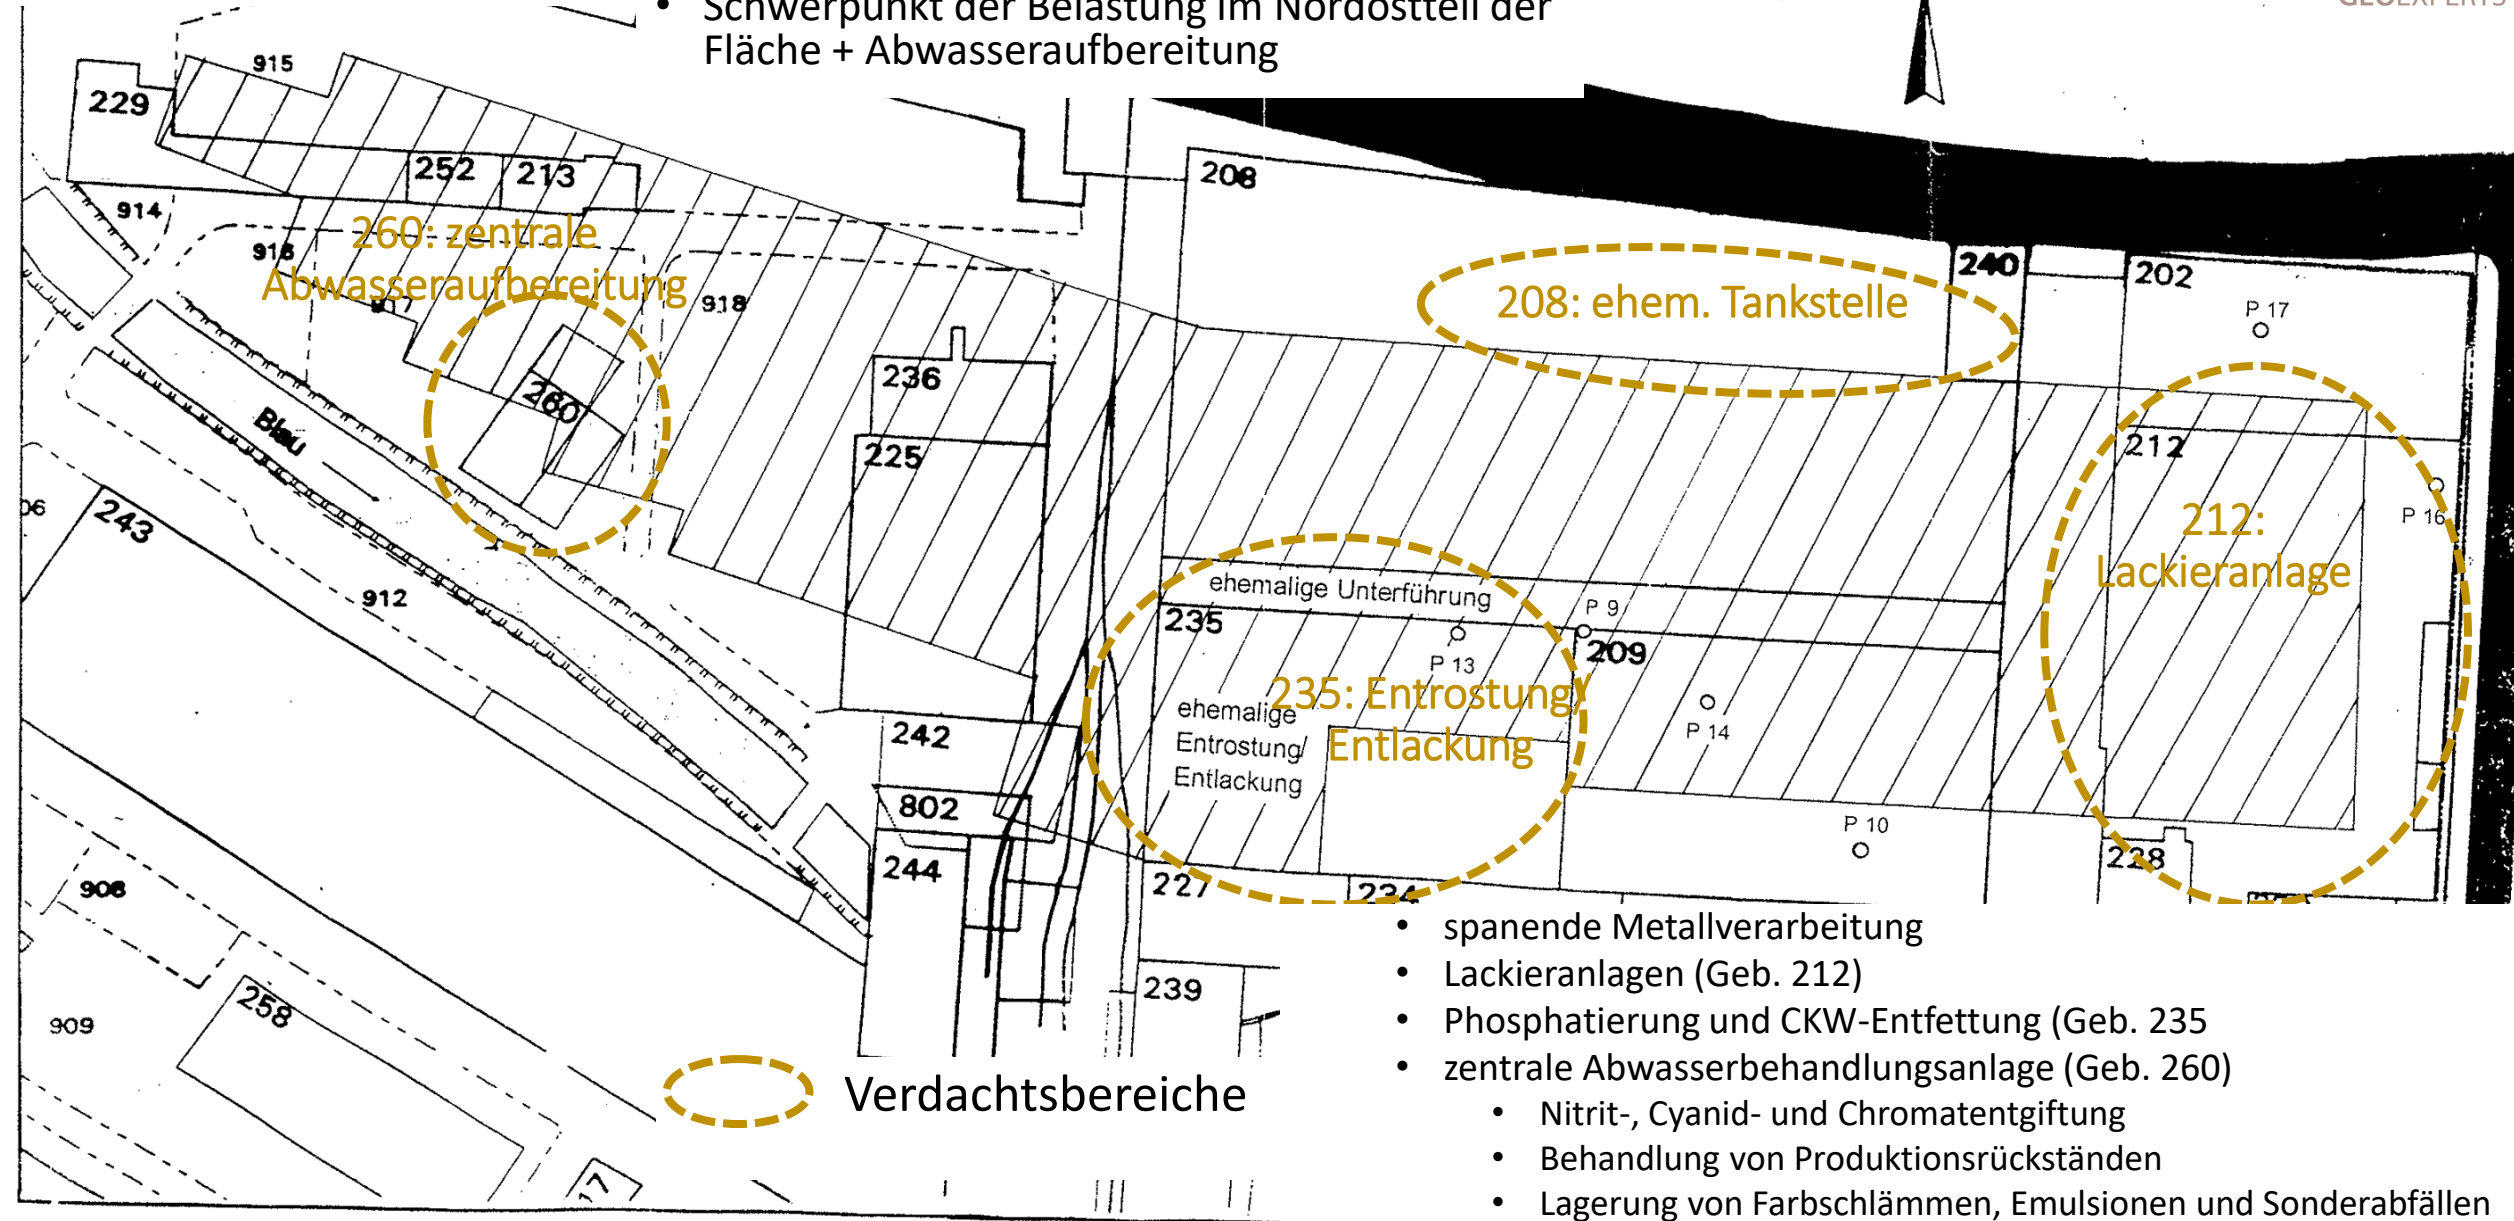 Schwerpunkt der Belastung im Nordostteil der
Fläche + Abwasseraufbereitung
915
229
252
213
208
914
916
260: zentrale
Abwasseraufbereitung
918
240
202
208: ehem. Tankstelle
P 17
236
260
Blau
225
212
243
P 16
212:
Lackieranlage
912
ehemalige Unterführung
P 9
235
P 13
209
235: Entrostung/
Entlackung
ehemalige
Entrostung/
Entlackung
P 14
242
802
P 10
244
227
234
228
908
• spanende Metallverarbeitung
• Lackieranlagen (Geb. 212)
239
258
909
• Phosphatierung und CKW-Entfettung (Geb. 235
• zentrale Abwasserbehandlungsanlage (Geb. 260)
Verdachtsbereiche
• Nitrit-, Cyanid- und Chromatentgiftung
• Behandlung von Produktionsrückständen
• Lagerung von Farbschlämmen, Emulsionen und Sonderabfällen